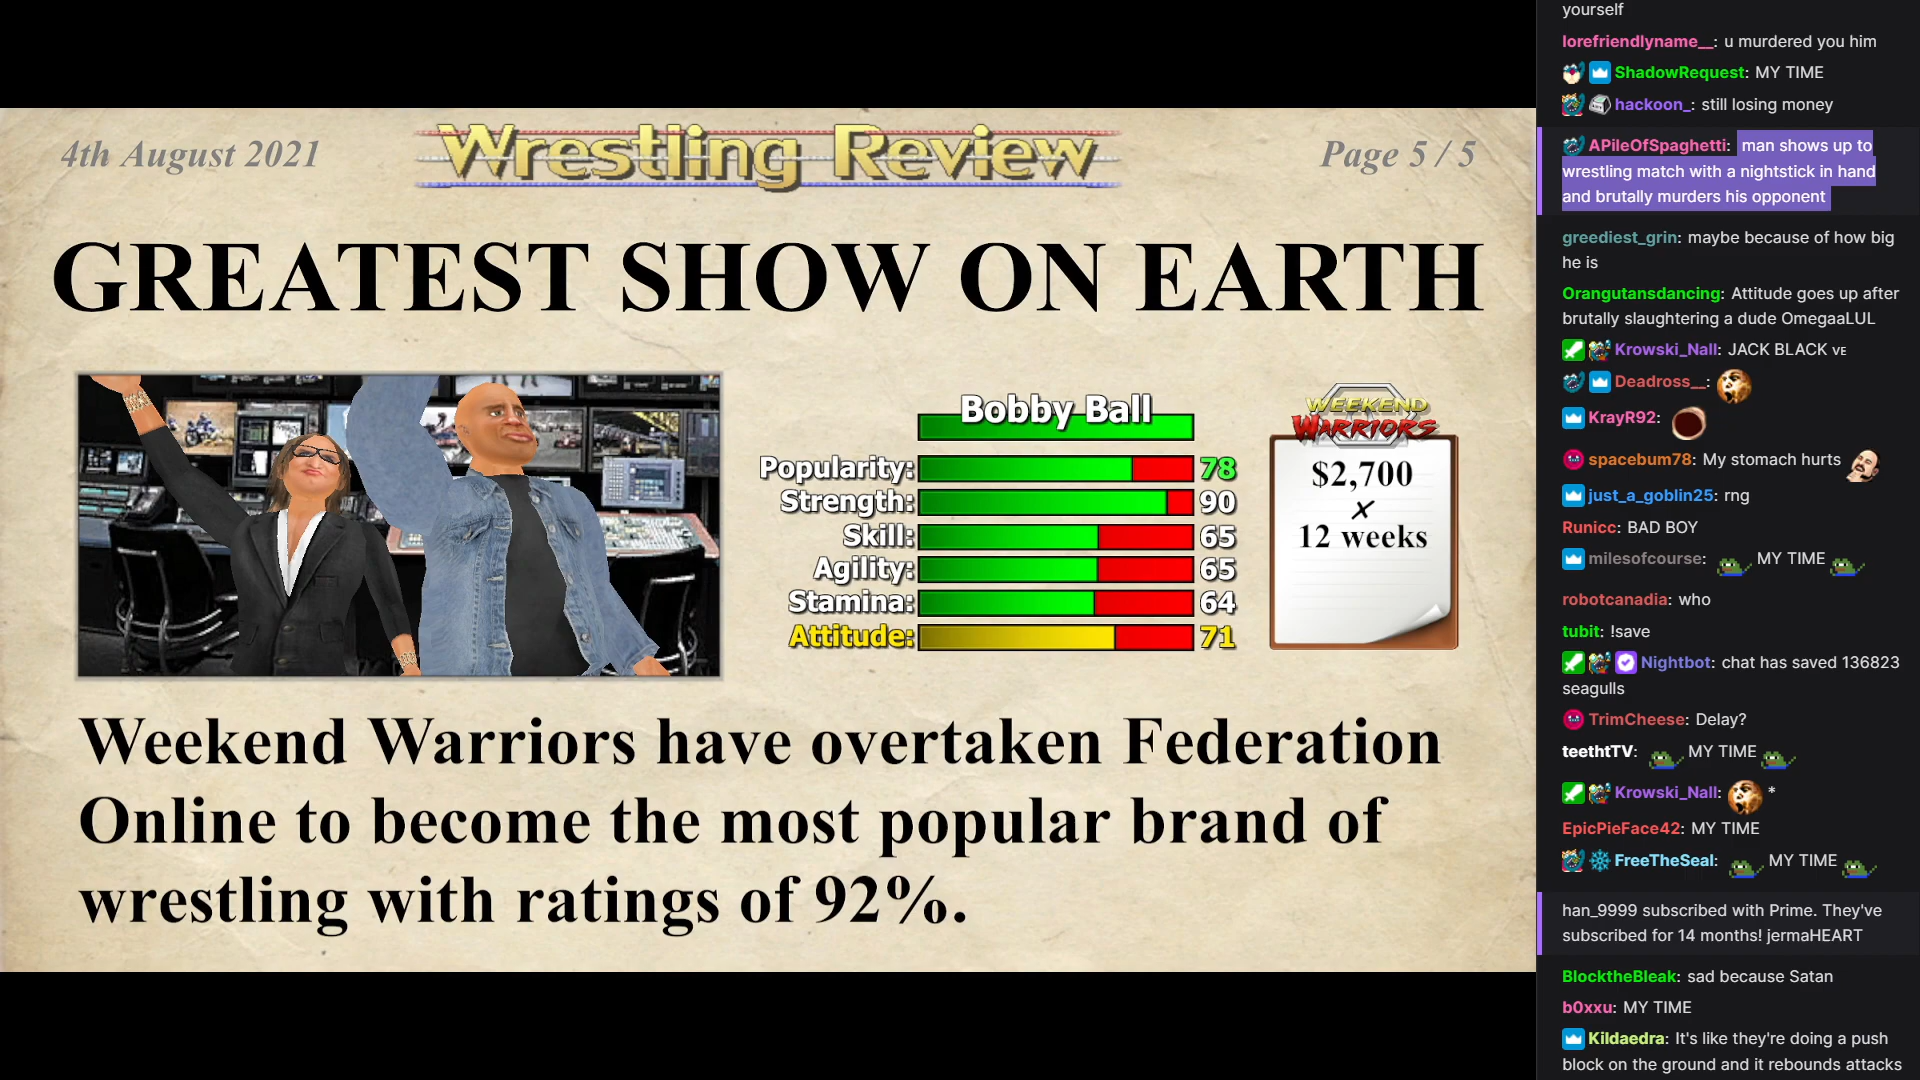 4th August 2021
Wrestling Review
Page 5 / 5
GREATEST SHOW ON EARTH
Bobby Ball
Popularity: 78
Strength: 90
Skill: 65
Agility: 65
Stamina: 64
Attitude: 71
WEEKEND
WARRIORS
$2,700
×
12 weeks
Weekend Warriors have overtaken Federation
Online to become the most popular brand of
wrestling with ratings of 92%.
yourself
lorefriendlyname__: u murdered you him
ShadowRequest: MY TIME
hackoon_: still losing money
APileOfSpaghetti: man shows up to
wrestling match with a nightstick in hand
and brutally murders his opponent
greediest_grin: maybe because of how big
he is
Orangutansdancing: Attitude goes up after
brutally slaughtering a dude OmegaaLUL
Krowski_Nall: JACK BLACK ᴠᴇ
Deadross__:
KrayR92:
spacebum78: My stomach hurts
just_a_goblin25: rng
Runicc: BAD BOY
milesofcourse: MY TIME
robotcanadia: who
tubit: !save
Nightbot: chat has saved 136823
seagulls
TrimCheese: Delay?
teethtTV: MY TIME
Krowski_Nall: *
EpicPieFace42: MY TIME
FreeTheSeal: MY TIME
han_9999 subscribed with Prime. They've
subscribed for 14 months! jermaHEART
BlocktheBleak: sad because Satan
b0xxu: MY TIME
Kildaedra: It's like they're doing a push
block on the ground and it rebounds attacks